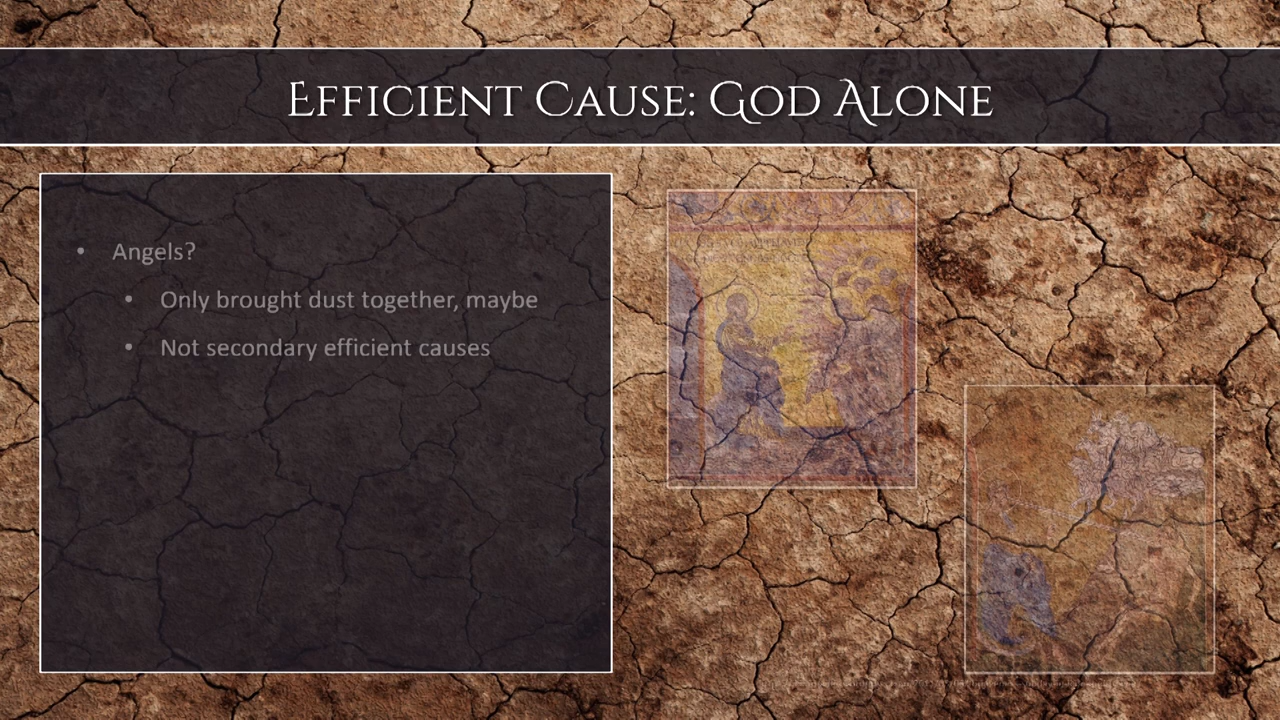 Efficient Cause: God Alone
• Angels?
• Only brought dust together, maybe
• Not secondary efficient causes